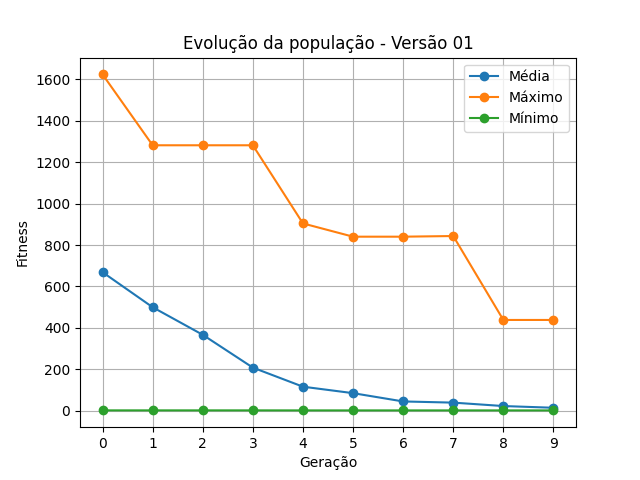 Evolução da população - Versão 01
Média
Máximo
Mínimo
Fitness
1600
1400
1200
1000
800
600
400
200
0
0 1 2 3 4 5 6 7 8 9
Geração